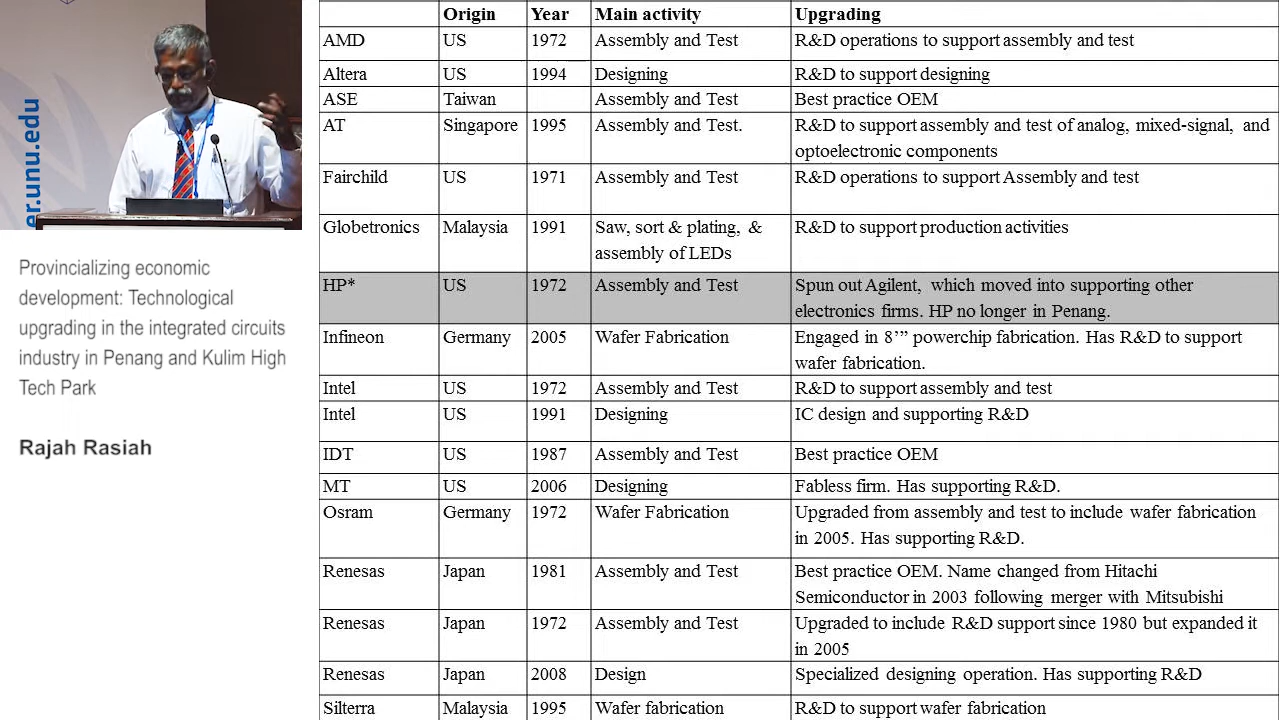 er.unu.edu
Provincializing economic
development: Technological
upgrading in the integrated circuits
industry in Penang and Kulim High
Tech Park
Rajah Rasiah
Origin Year Main activity Upgrading
AMD US 1972 Assembly and Test R&D operations to support assembly and test
Altera US 1994 Designing R&D to support designing
ASE Taiwan Assembly and Test Best practice OEM
AT Singapore 1995 Assembly and Test. R&D to support assembly and test of analog, mixed-signal, and
optoelectronic components
Fairchild US 1971 Assembly and Test R&D operations to support Assembly and test
Globetronics Malaysia 1991 Saw, sort & plating, & R&D to support production activities
assembly of LEDs
HP* US 1972 Assembly and Test Spun out Agilent, which moved into supporting other
electronics firms. HP no longer in Penang.
Infineon Germany 2005 Wafer Fabrication Engaged in 8’” powerchip fabrication. Has R&D to support
wafer fabrication.
Intel US 1972 Assembly and Test R&D to support assembly and test
Intel US 1991 Designing IC design and supporting R&D
IDT US 1987 Assembly and Test Best practice OEM
MT US 2006 Designing Fabless firm. Has supporting R&D.
Osram Germany 1972 Wafer Fabrication Upgraded from assembly and test to include wafer fabrication
in 2005. Has supporting R&D.
Renesas Japan 1981 Assembly and Test Best practice OEM. Name changed from Hitachi
Semiconductor in 2003 following merger with Mitsubishi
Renesas Japan 1972 Assembly and Test Upgraded to include R&D support since 1980 but expanded it
in 2005
Renesas Japan 2008 Design Specialized designing operation. Has supporting R&D
Silterra Malaysia 1995 Wafer fabrication R&D to support wafer fabrication